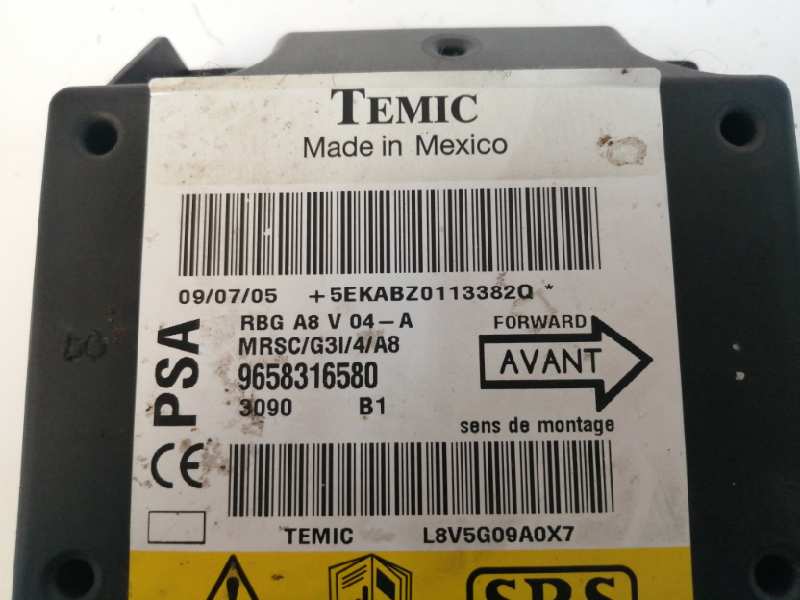 TEMIC
Made in Mexico
09/07/05 +5EKABZ0113382Q *
PSA
RBG A8 V 04-A
MRSC/G3I/4/A8
9658316580
3090 B1
FORWARD
AVANT
sens de montage
CE
TEMIC L8V5G09A0X7
SRS